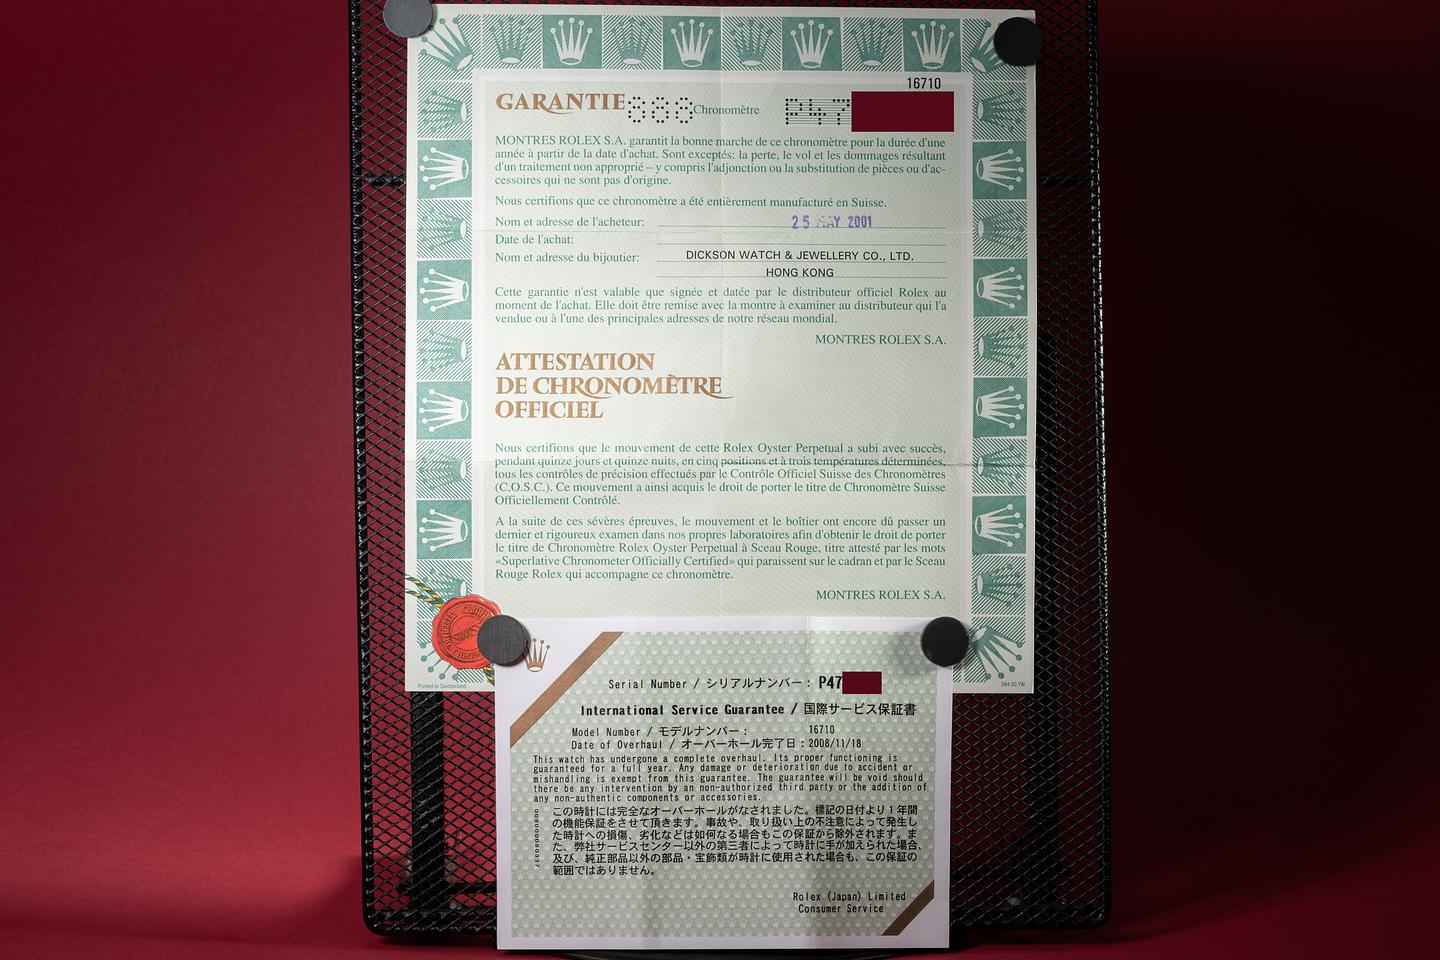 16710
GARANTIE 888 Chronomètre P47
MONTRES ROLEX S.A. garantit la bonne marche de ce chronomètre pour la durée d'une
année à partir de la date d'achat. Sont exceptés: la perte, le vol et les dommages résultant
d'un traitement non approprié – y compris l'adjonction ou la substitution de pièces ou d'ac-
cessoires qui ne sont pas d'origine.
Nous certifions que ce chronomètre a été entièrement manufacturé en Suisse.
Nom et adresse de l'acheteur: 25 MAY 2001
Date de l'achat:
Nom et adresse du bijoutier: DICKSON WATCH & JEWELLERY CO., LTD.
HONG KONG
Cette garantie n'est valable que signée et datée par le distributeur officiel Rolex au
moment de l'achat. Elle doit être remise avec la montre à examiner au distributeur qui l'a
vendue ou à l'une des principales adresses de notre réseau mondial.
MONTRES ROLEX S.A.
ATTESTATION
DE CHRONOMÈTRE
OFFICIEL
Nous certifions que le mouvement de cette Rolex Oyster Perpetual a subi avec succès,
pendant quinze jours et quinze nuits, en cinq positions et à trois températures déterminées,
tous les contrôles de précision effectués par le Contrôle Officiel Suisse des Chronomètres
(C.O.S.C.). Ce mouvement a ainsi acquis le droit de porter le titre de Chronomètre Suisse
Officiellement Contrôlé.
A la suite de ces sévères épreuves, le mouvement et le boîtier ont encore dû passer un
dernier et rigoureux examen dans nos propres laboratoires afin d'obtenir le droit de porter
le titre de Chronomètre Rolex Oyster Perpetual à Sceau Rouge, titre attesté par les mots
«Superlative Chronometer Officially Certified» qui paraissent sur le cadran et par le Sceau
Rouge Rolex qui accompagne ce chronomètre.
MONTRES ROLEX S.A.
Printed in Switzerland
564.00.1W
Serial Number / シリアルナンバー: P47
International Service Guarantee / 国際サービス保証書
Model Number / モデルナンバー: 16710
Date of Overhaul / オーバーホール完了日: 2008/11/18
This watch has undergone a complete overhaul. Its proper functioning is
guaranteed for a full year. Any damage or deterioration due to accident or
mishandling is exempt from this guarantee. The guarantee will be void should
there be any intervention by an non-authorized third party or the addition of
any non-authentic components or accessories.
この時計には完全なオーバーホールがなされました。標記の日付より1年間
の機能保証をさせて頂きます。事故や、取り扱い上の不注意によって発生し
た時計への損傷、劣化などは如何なる場合もこの保証から除外されます。ま
た、弊社サービスセンター以外の第三者によって時計に手が加えられた場合、
及び、純正部品以外の部品・宝飾類が時計に使用された場合も、この保証の
範囲ではありません。
Rolex (Japan) Limited
Consumer Service